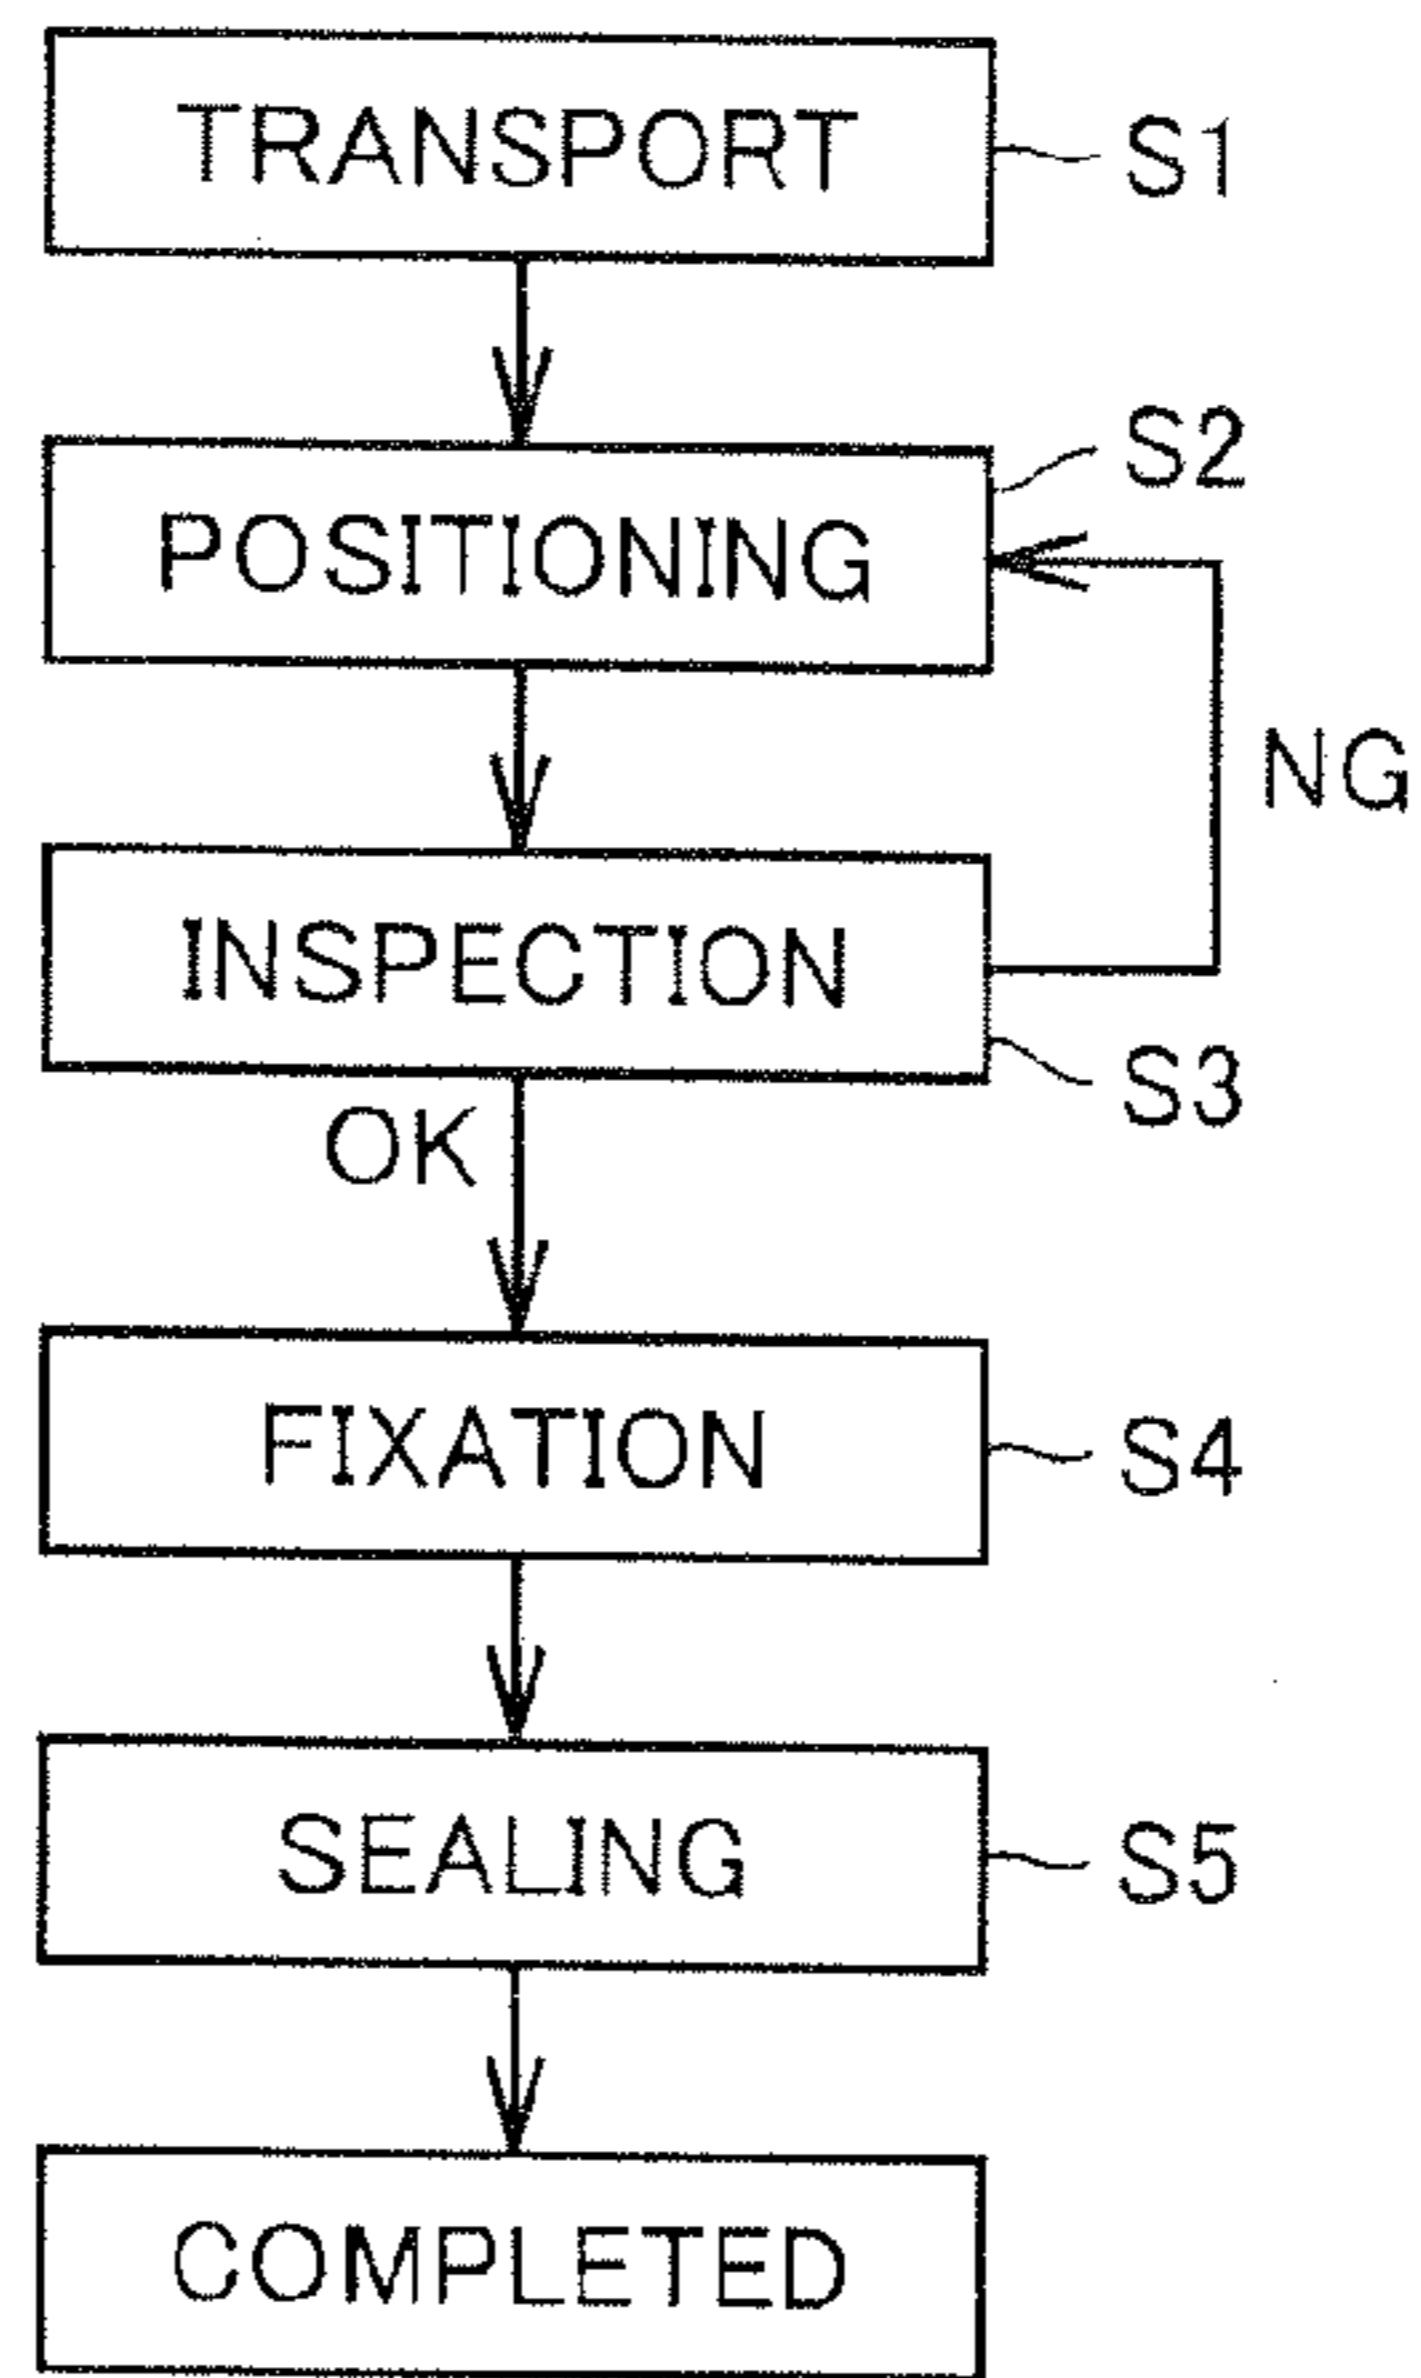 TRANSPORT S1
POSITIONING S2
NG
INSPECTION S3
OK
FIXATION S4
SEALING S5
COMPLETED